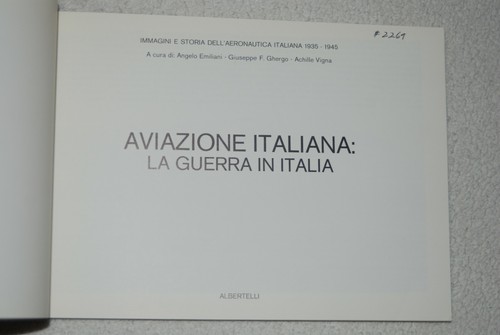 # 2269
IMMAGINI E STORIA DELL'AERONAUTICA ITALIANA 1935 - 1945
A cura di: Angelo Emiliani - Giuseppe F. Ghergo - Achille Vigna
AVIAZIONE ITALIANA:
LA GUERRA IN ITALIA
ALBERTELLI